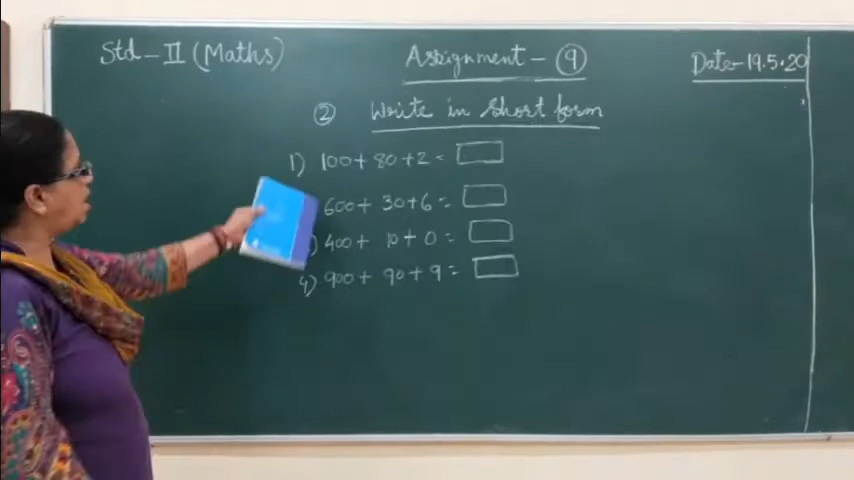 Std-II (Maths) Assignment - 9 Date-19.5.20
2 Write in short form
1) 100+ 80 +2 =
600+ 30+6 =
) 400+ 10+ 0 =
4) 900+ 90+ 9 =